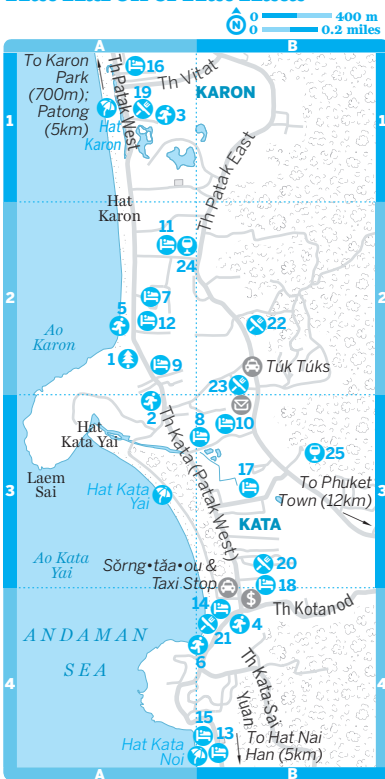 N 0 400 m
0 0.2 miles
A B
To Karon
Park
(700m);
Patong
(5km)
Th Patak West
16
Th Vitat
KARON
19
3
Hat
Karon
1 1
Th Patak East
Hat
Karon
11
24
2 2
7
5
12
22
Ao
Karon
1
9
Túk Túks
23
2
8
10
Hat
Kata Yai
Th Kata (Patak West)
25
17
Laem
Sai
3 3
Hat Kata
Yai
To Phuket
Town (12km)
KATA
Ao Kata
Yai
Sŏrng•tăa•ou &
Taxi Stop
20
18
14
$
Th Kotanod
ANDAMAN
SEA
21
4
6
Th Kata-Sai
Yuan
4 4
15
13
To Hat Nai
Han (5km)
Hat Kata
Noi
A B